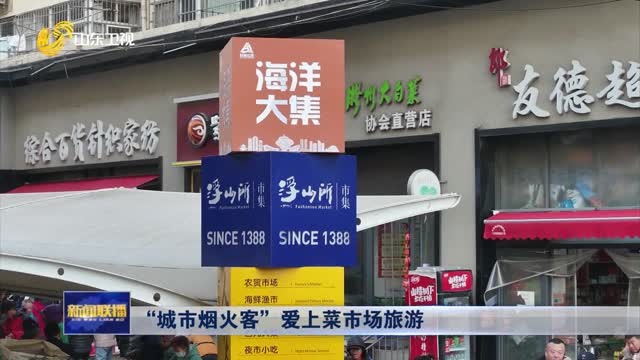 山东卫视
海洋
大集
胶州大白菜
协会直营店
友德超
综合百货针织家纺
浮山所 市集
SINCE 1388
浮山所 市集
SINCE 1388
农贸市场
海鲜渔市
夜市小吃
新闻联播
“城市烟火客”爱上菜市场旅游